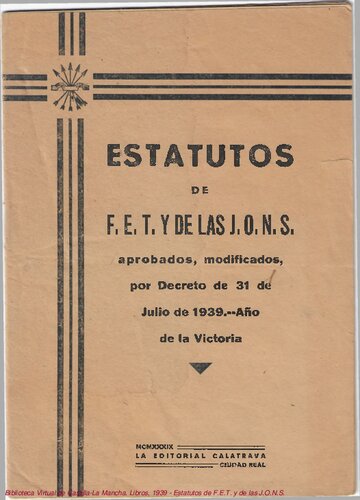 ESTATUTOS
DE
F. E. T. Y DE LAS J. O. N. S.
aprobados, modificados,
por Decreto de 31 de
Julio de 1939.--Año
de la Victoria
MCMXXXIX
LA EDITORIAL CALATRAVA
CIUDAD REAL
Biblioteca Virtual de Castilla-La Mancha. Libros, 1939 - Estatutos de F.E.T. y de las J.O.N.S.